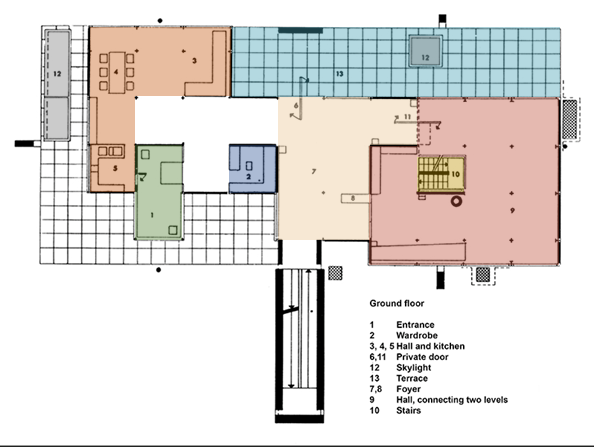 12
4
3
12
13
6
11
5
10
2
7
8
1
9
Ground floor
1 Entrance
2 Wardrobe
3, 4, 5 Hall and kitchen
6,11 Private door
12 Skylight
13 Terrace
7,8 Foyer
9 Hall, connecting two levels
10 Stairs